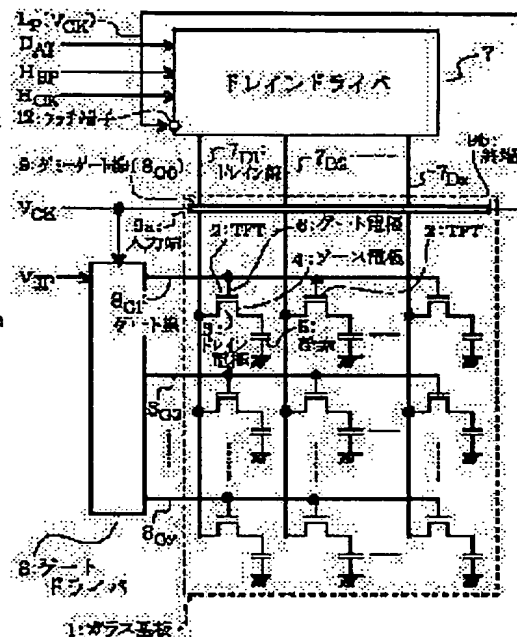 LP(VCK)
DAT
HSP
HCK
12:ラッチ端子
ドレインドライバ
7
9:ダミーゲート線(8G0)
7D1:ドレイン線
7D2
7Dx
9b:終端
VCK
9a:入力端
2:TFT
6:ゲート電極
4:ソース電極
2:TFT
VST
8G1
ゲート線
3:
ドレイン
電極
5:
8G2
8Gy
8:ゲート
ドライバ
1:ガラス基板